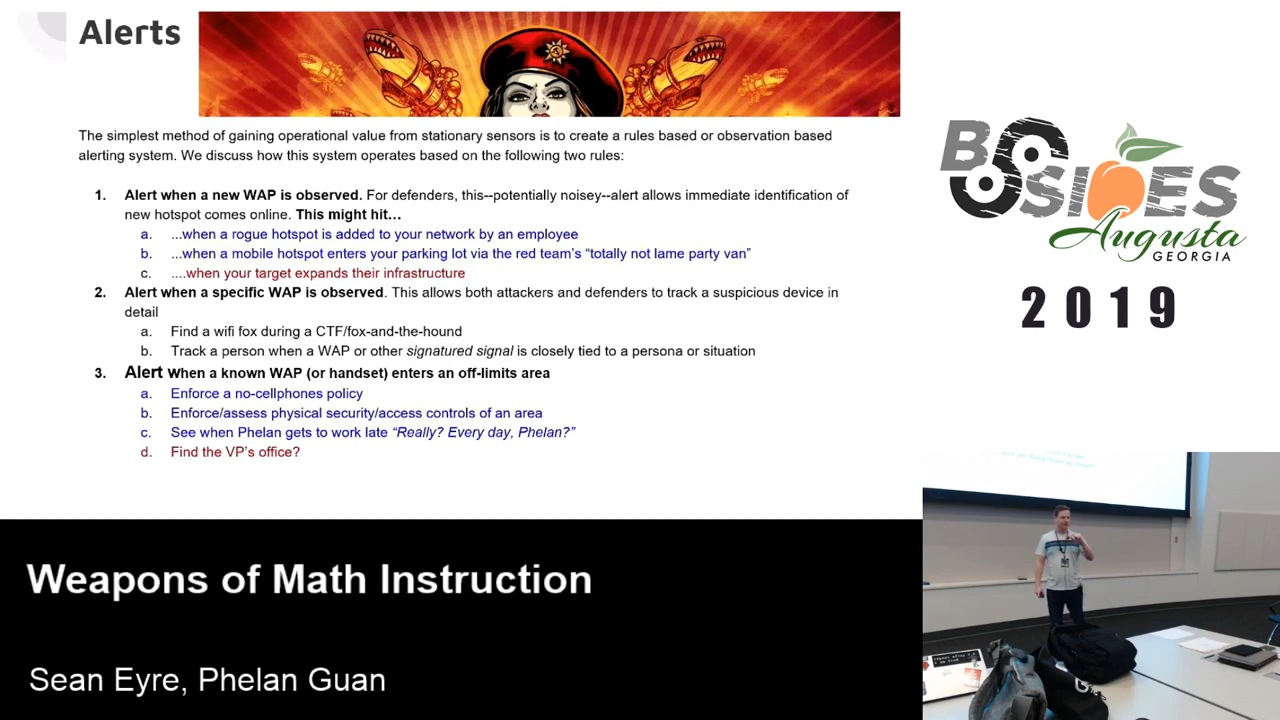 Alerts
The simplest method of gaining operational value from stationary sensors is to create a rules based or observation based
alerting system. We discuss how this system operates based on the following two rules:
1. Alert when a new WAP is observed. For defenders, this--potentially noisey--alert allows immediate identification of
new hotspot comes online. This might hit…
a. ...when a rogue hotspot is added to your network by an employee
b. ...when a mobile hotspot enters your parking lot via the red team's “totally not lame party van”
c. ....when your target expands their infrastructure
2. Alert when a specific WAP is observed. This allows both attackers and defenders to track a suspicious device in
detail
a. Find a wifi fox during a CTF/fox-and-the-hound
b. Track a person when a WAP or other signatured signal is closely tied to a persona or situation
3. Alert when a known WAP (or handset) enters an off-limits area
a. Enforce a no-cellphones policy
b. Enforce/assess physical security/access controls of an area
c. See when Phelan gets to work late “Really? Every day, Phelan?”
d. Find the VP's office?
BSIDES
Augusta
GEORGIA
2019
Weapons of Math Instruction
Sean Eyre, Phelan Guan